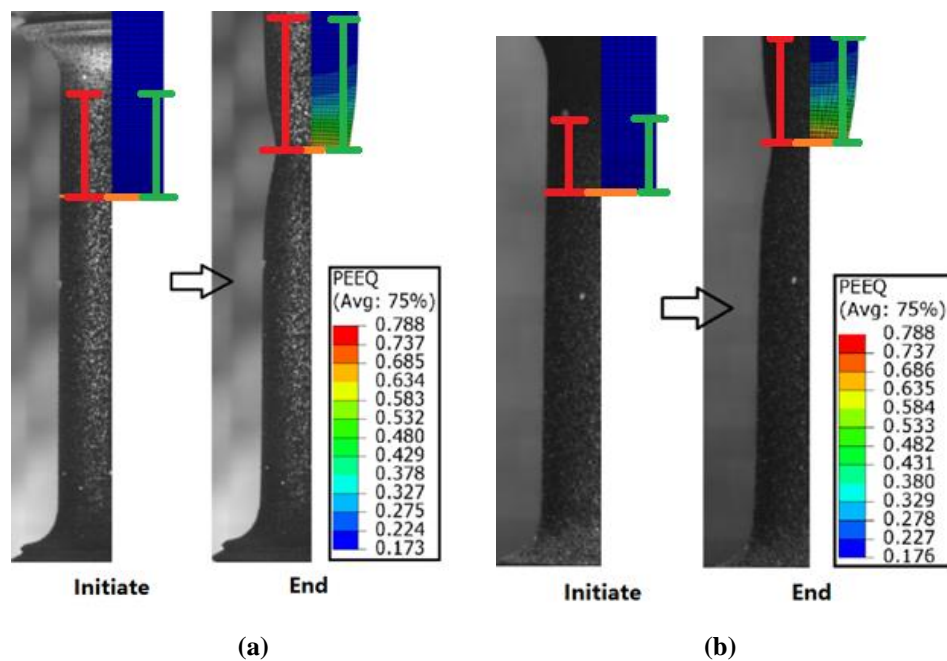 PEEQ
(Avg: 75%)
0.788
0.737
0.685
0.634
0.583
0.532
0.480
0.429
0.378
0.327
0.275
0.224
0.173
Initiate
End
(a)
PEEQ
(Avg: 75%)
0.788
0.737
0.686
0.635
0.584
0.533
0.482
0.431
0.380
0.329
0.278
0.227
0.176
Initiate
End
(b)